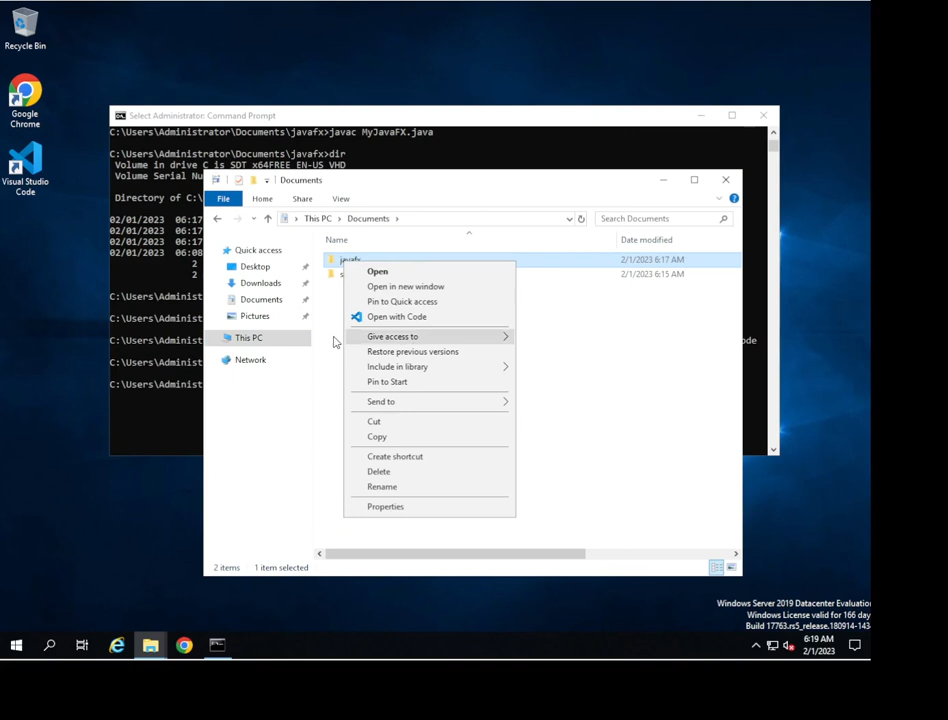 Recycle Bin
Google
Chrome
Visual Studio
Code
Select Administrator: Command Prompt
C:\Users\Administrator\Documents\javafx>javac MyJavaFX.java
C:\Users\Administrator\Documents\javafx>dir
Volume in drive C is SDT x64FREE EN-US VHD
Volume Serial Nu
Directory of C:\
02/01/2023 06:17
02/01/2023 06:17
02/01/2023 06:17
02/01/2023 06:08
2
2
C:\Users\Administ
C:\Users\Administ
C:\Users\Administ
ode
C:\Users\Administ
C:\Users\Administ
Documents
File Home Share View
This PC > Documents >
Search Documents
Name Date modified
Quick access
Desktop
Downloads
Documents
Pictures
This PC
Network
javafx 2/1/2023 6:17 AM
s 2/1/2023 6:15 AM
Open
Open in new window
Pin to Quick access
Open with Code
Give access to
Restore previous versions
Include in library
Pin to Start
Send to
Cut
Copy
Create shortcut
Delete
Rename
Properties
2 items 1 item selected
Windows Server 2019 Datacenter Evaluation
Windows License valid for 166 day
Build 17763.rs5_release.180914-143
6:19 AM
2/1/2023